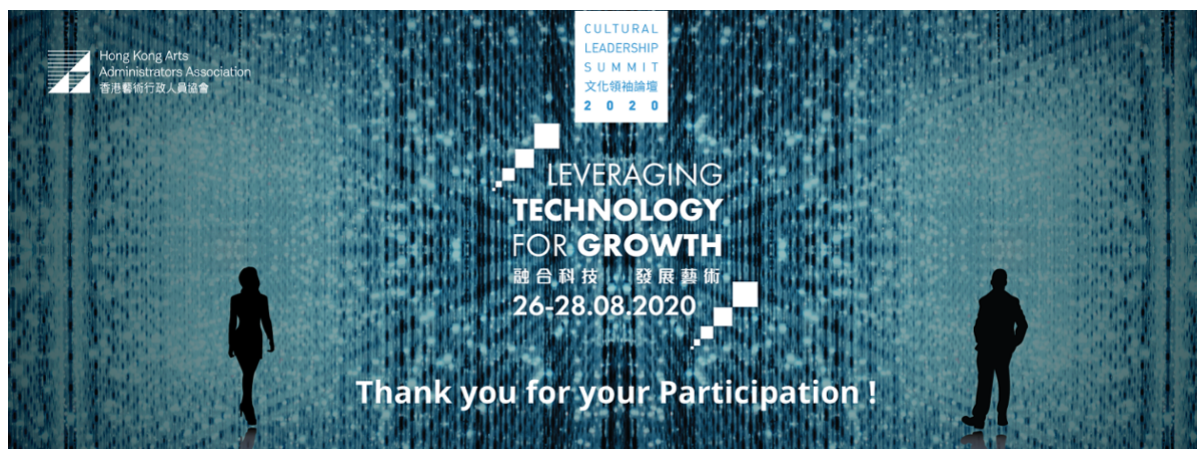 Hong Kong Arts
Administrators Association
香港藝術行政人員協會
CULTURAL
LEADERSHIP
SUMMIT
文化領袖論壇
2020
LEVERAGING
TECHNOLOGY
FOR GROWTH
融合科技 發展藝術
26-28.08.2020
Thank you for your Participation !